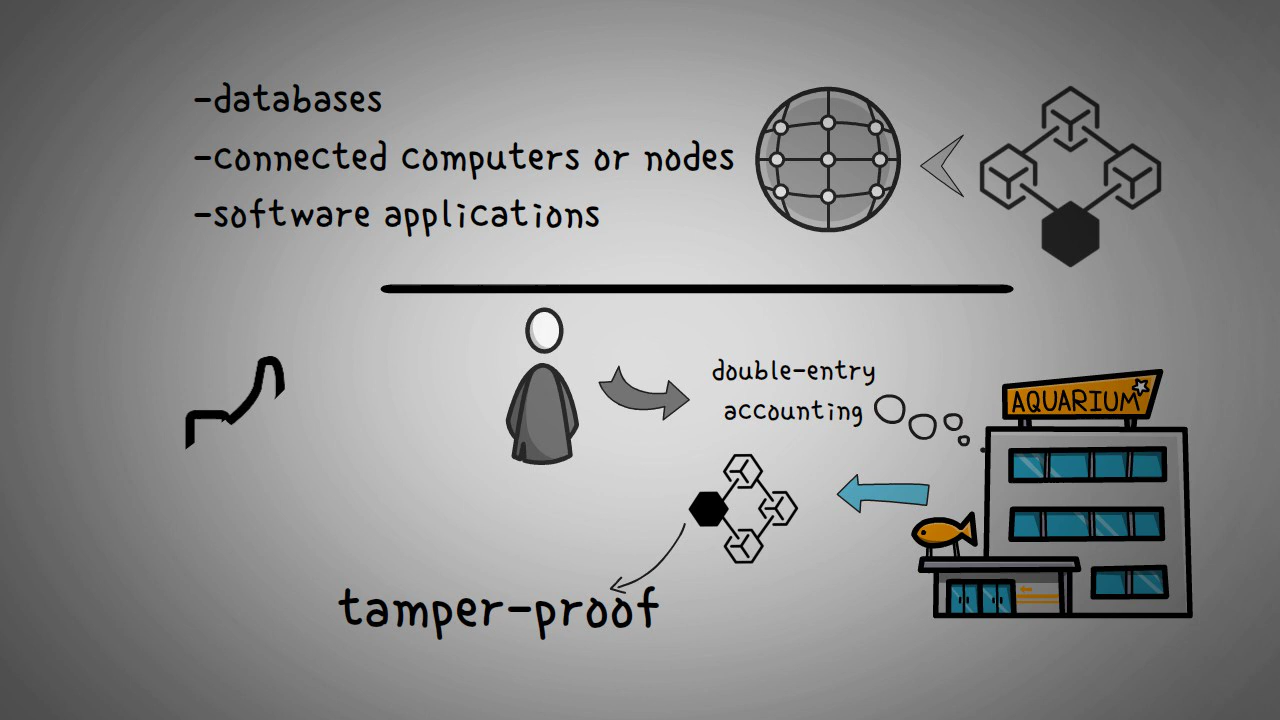 -databases
-connected computers or nodes
-software applications
double-entry
accounting
AQUARIUM
tamper-proof